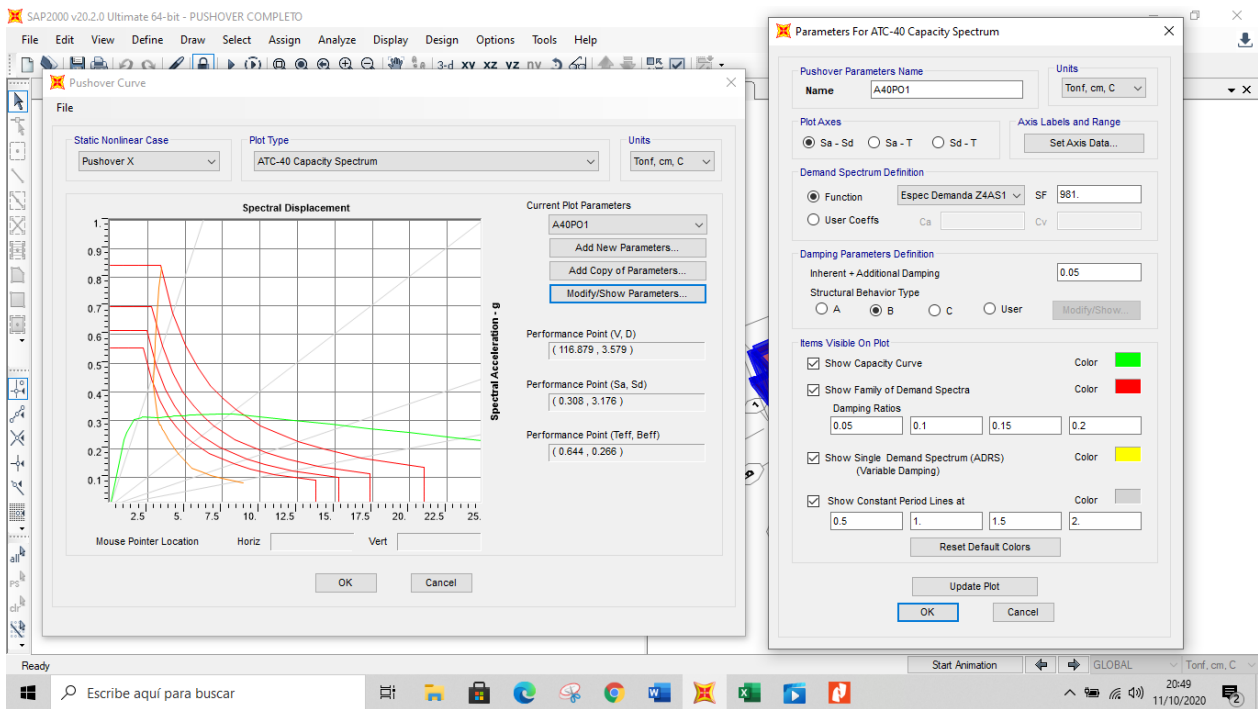 SAP2000 v20.2.0 Ultimate 64-bit - PUSHOVER COMPLETO
File Edit View Define Draw Select Assign Analyze Display Design Options Tools Help
3-d xy xz yz nv
all
ps
clr
Pushover Curve
File
Static Nonlinear Case
Pushover X
Plot Type
ATC-40 Capacity Spectrum
Units
Tonf, cm, C
Spectral Displacement
1.
0.9
0.8
0.7
0.6
0.5
0.4
0.3
0.2
0.1
2.5 5. 7.5 10. 12.5 15. 17.5 20. 22.5 25.
Spectral Acceleration - g
Mouse Pointer Location Horiz Vert
Current Plot Parameters
A40PO1
Add New Parameters...
Add Copy of Parameters...
Modify/Show Parameters...
Performance Point (V, D)
( 116.879 , 3.579 )
Performance Point (Sa, Sd)
( 0.308 , 3.176 )
Performance Point (Teff, Beff)
( 0.644 , 0.266 )
OK Cancel
Parameters For ATC-40 Capacity Spectrum
Pushover Parameters Name
Name A40PO1
Units
Tonf, cm, C
Plot Axes
Sa - Sd Sa - T Sd - T
Axis Labels and Range
Set Axis Data...
Demand Spectrum Definition
Function Espec Demanda Z4AS1 SF 981.
User Coeffs Ca Cv
Damping Parameters Definition
Inherent + Additional Damping 0.05
Structural Behavior Type
A B C User Modify/Show...
Items Visible On Plot
Show Capacity Curve Color
Show Family of Demand Spectra Color
Damping Ratios
0.05 0.1 0.15 0.2
Show Single Demand Spectrum (ADRS) Color
(Variable Damping)
Show Constant Period Lines at Color
0.5 1. 1.5 2.
Reset Default Colors
Update Plot
OK Cancel
Ready Start Animation GLOBAL Tonf, cm, C
Escribe aquí para buscar
20:49
11/10/2020
2